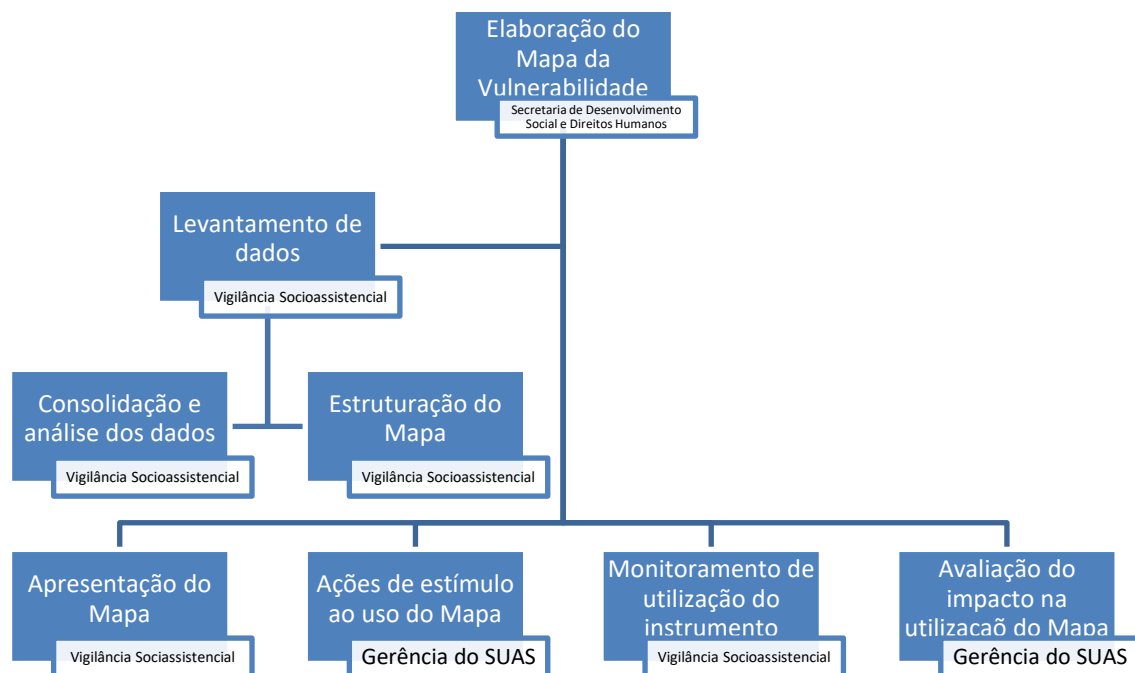 Elaboração do
Mapa da
Vulnerabilidade
Secretaria de Desenvolvimento
Social e Direitos Humanos
Levantamento de
dados
Vigilância Socioassistencial
Consolidação e
análise dos dados
Vigilância Socioassistencial
Estruturação do
Mapa
Vigilância Socioassistencial
Apresentação do
Mapa
Vigilância Sociassistencial
Ações de estímulo
ao uso do Mapa
Gerência do SUAS
Monitoramento de
utilização do
instrumento
Vigilância Socioassistencial
Avaliação do
impacto na
utilizacaõ do Mapa
Gerência do SUAS